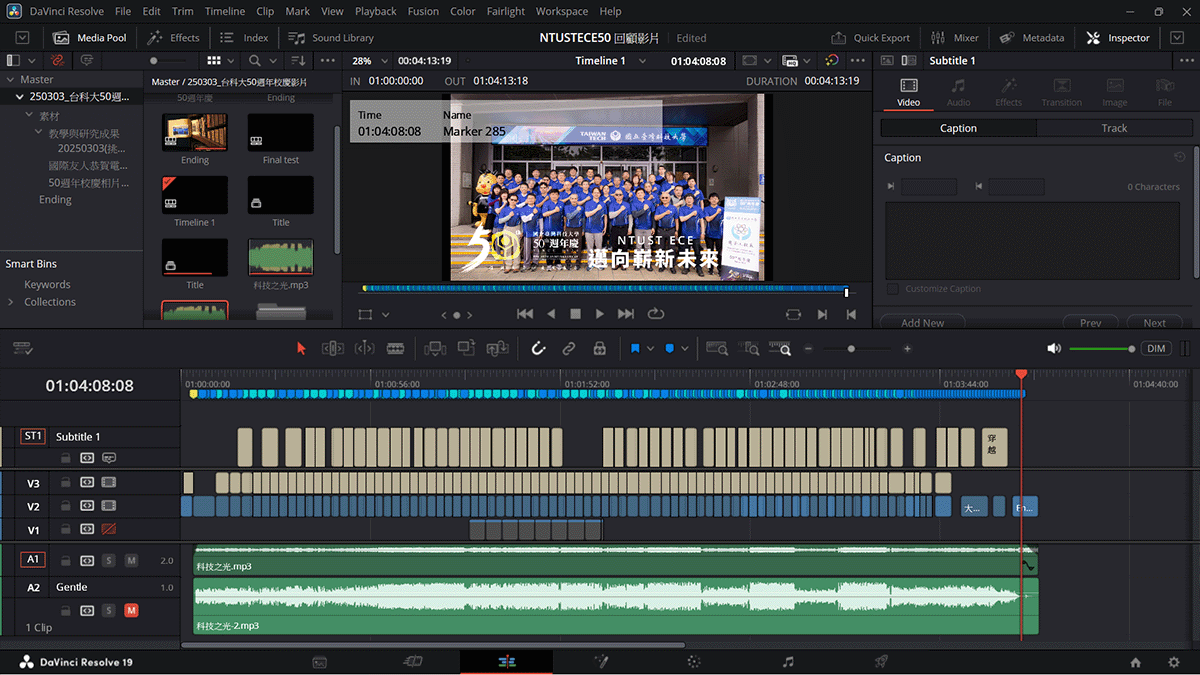 DaVinci Resolve File Edit Trim Timeline Clip Mark View Playback Fusion Color Fairlight Workspace Help
Media Pool Effects Index Sound Library NTUSTECE50 回顧影片 Edited Quick Export Mixer Metadata Inspector
28% 00:04:13:19 Timeline 1 01:04:08:08 Subtitle 1
Master
250303_台科大50週...
素材
教學與研究成果
20250303(挑...
國際友人恭賀電...
50週年校慶相片...
Ending
Smart Bins
Keywords
Collections
Master / 250303_台科大50週年校慶影片
50週年慶 Ending
Ending Final test
Timeline 1 Title
Title 科技之光.mp3
IN 01:00:00:00 OUT 01:04:13:18 DURATION 00:04:13:19
Time Name
01:04:08:08 Marker 285
TAIWAN TECH 國立臺灣科技大學
50 國立臺灣科技大學
50週年慶
NTUST ECE
邁向嶄新未來
Video Audio Effects Transition Image File
Caption Track
Caption
0 Characters
Customize Caption
Add New Prev Next
DIM
01:04:08:08
01:00:00:00 01:00:56:00 01:01:52:00 01:02:48:00 01:03:44:00 01:04:40:00
ST1 Subtitle 1
穿越
V3
V2 大... En...
V1
A1 S M 2.0
科技之光.mp3
A2 Gentle 1.0
S M
1 Clip
科技之光-2.mp3
DaVinci Resolve 19